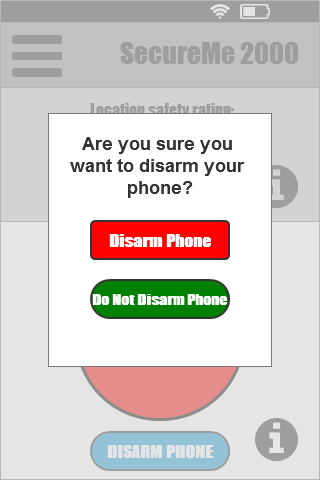 SecureMe 2000
Location safety rating:
Are you sure you
want to disarm your
phone?
Disarm Phone
Do Not Disarm Phone
DISARM PHONE